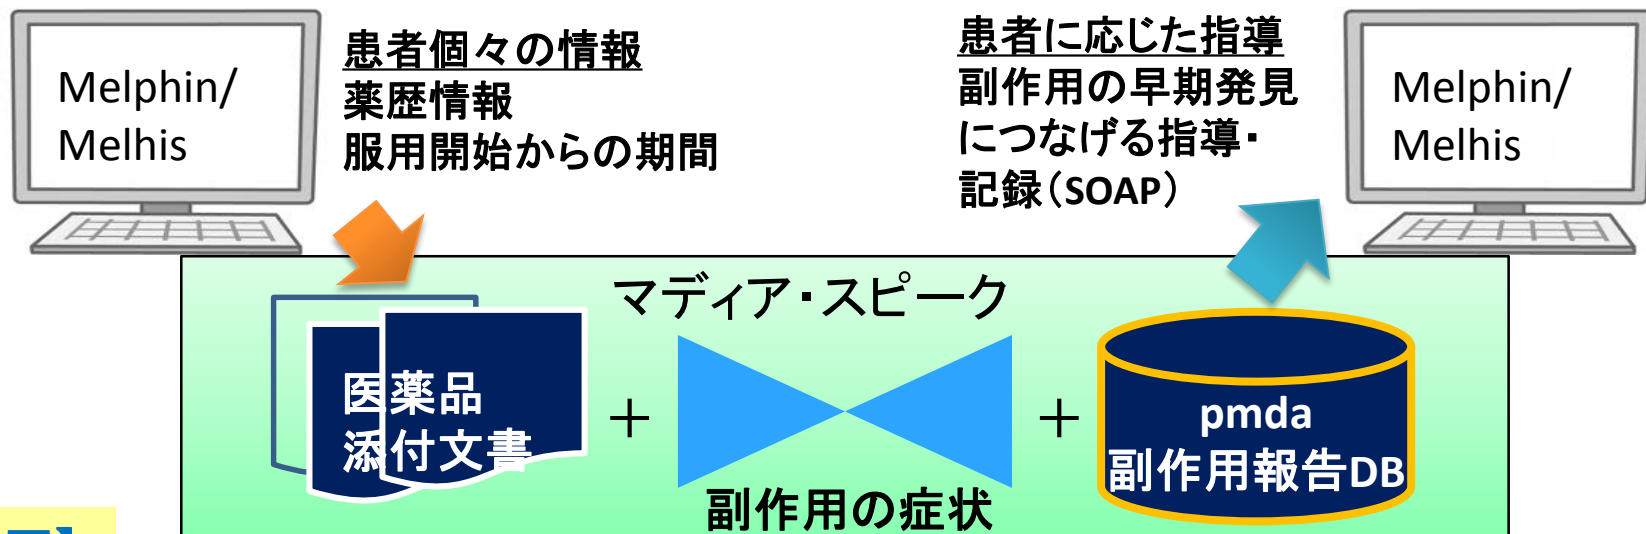 Melphin/
Melhis
患者個々の情報
薬歴情報
服用開始からの期間
患者に応じた指導
副作用の早期発見
につなげる指導・
記録（SOAP）
Melphin/
Melhis
マディア・スピーク
医薬品
添付文書
＋
副作用の症状
＋
pmda
副作用報告DB